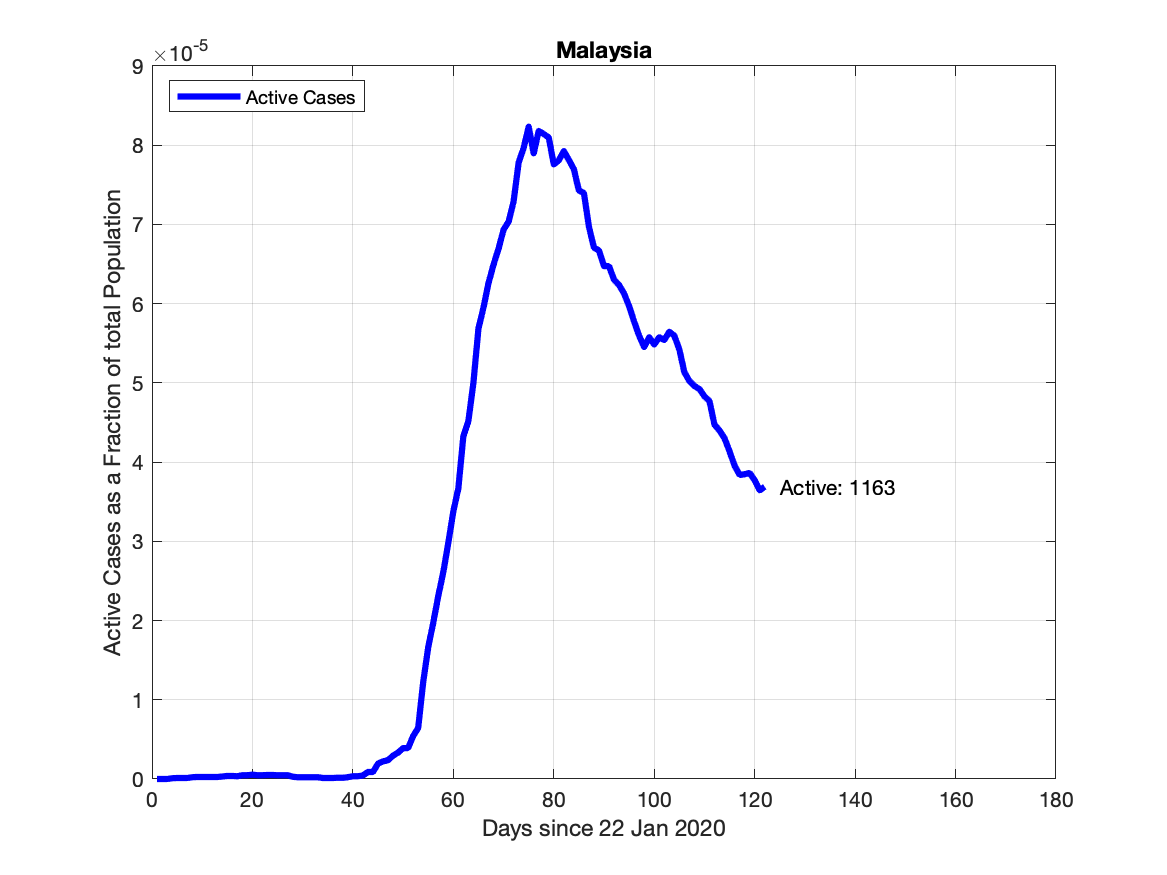 Malaysia
×10-5
Active Cases
9
8
7
6
5
4
3
2
1
0
Active Cases as a Fraction of total Population
Active: 1163
0 20 40 60 80 100 120 140 160 180
Days since 22 Jan 2020